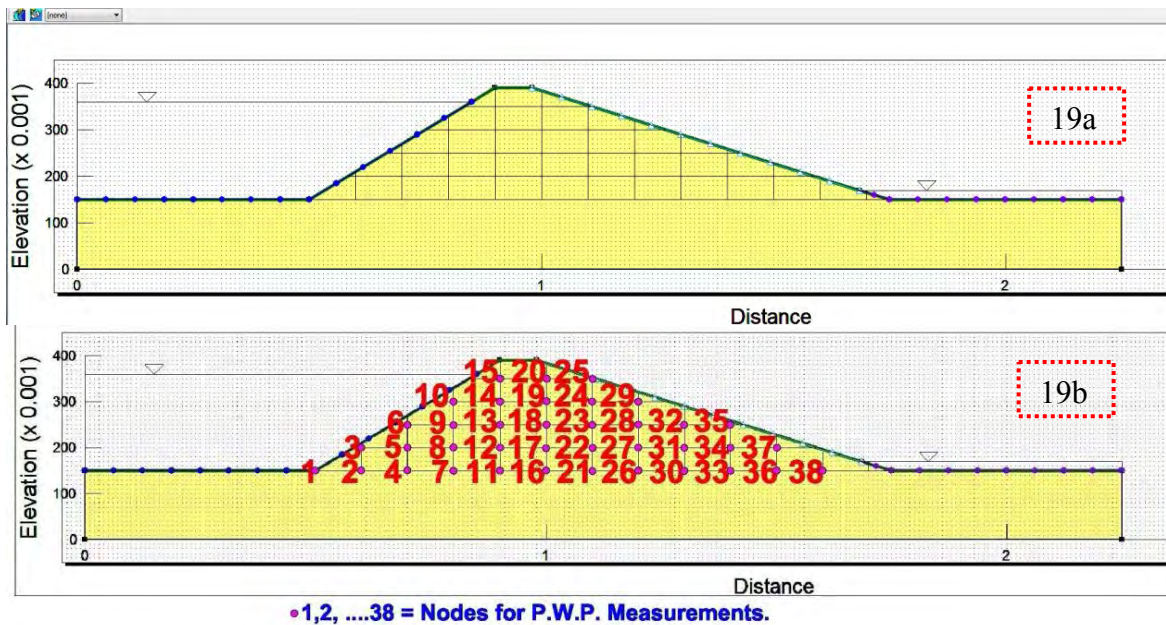 (none)
19a
Elevation (x 0.001)
400
300
200
100
0
0 1 2
Distance
19b
Elevation (x 0.001)
400
300
200
100
0
15 20 25
10 14 19 24 29
6 9 13 18 23 28 32 35
3 5 8 12 17 22 27 31 34 37
1 2 4 7 11 16 21 26 30 33 36 38
0 1 2
Distance
1,2, ....38 = Nodes for P.W.P. Measurements.